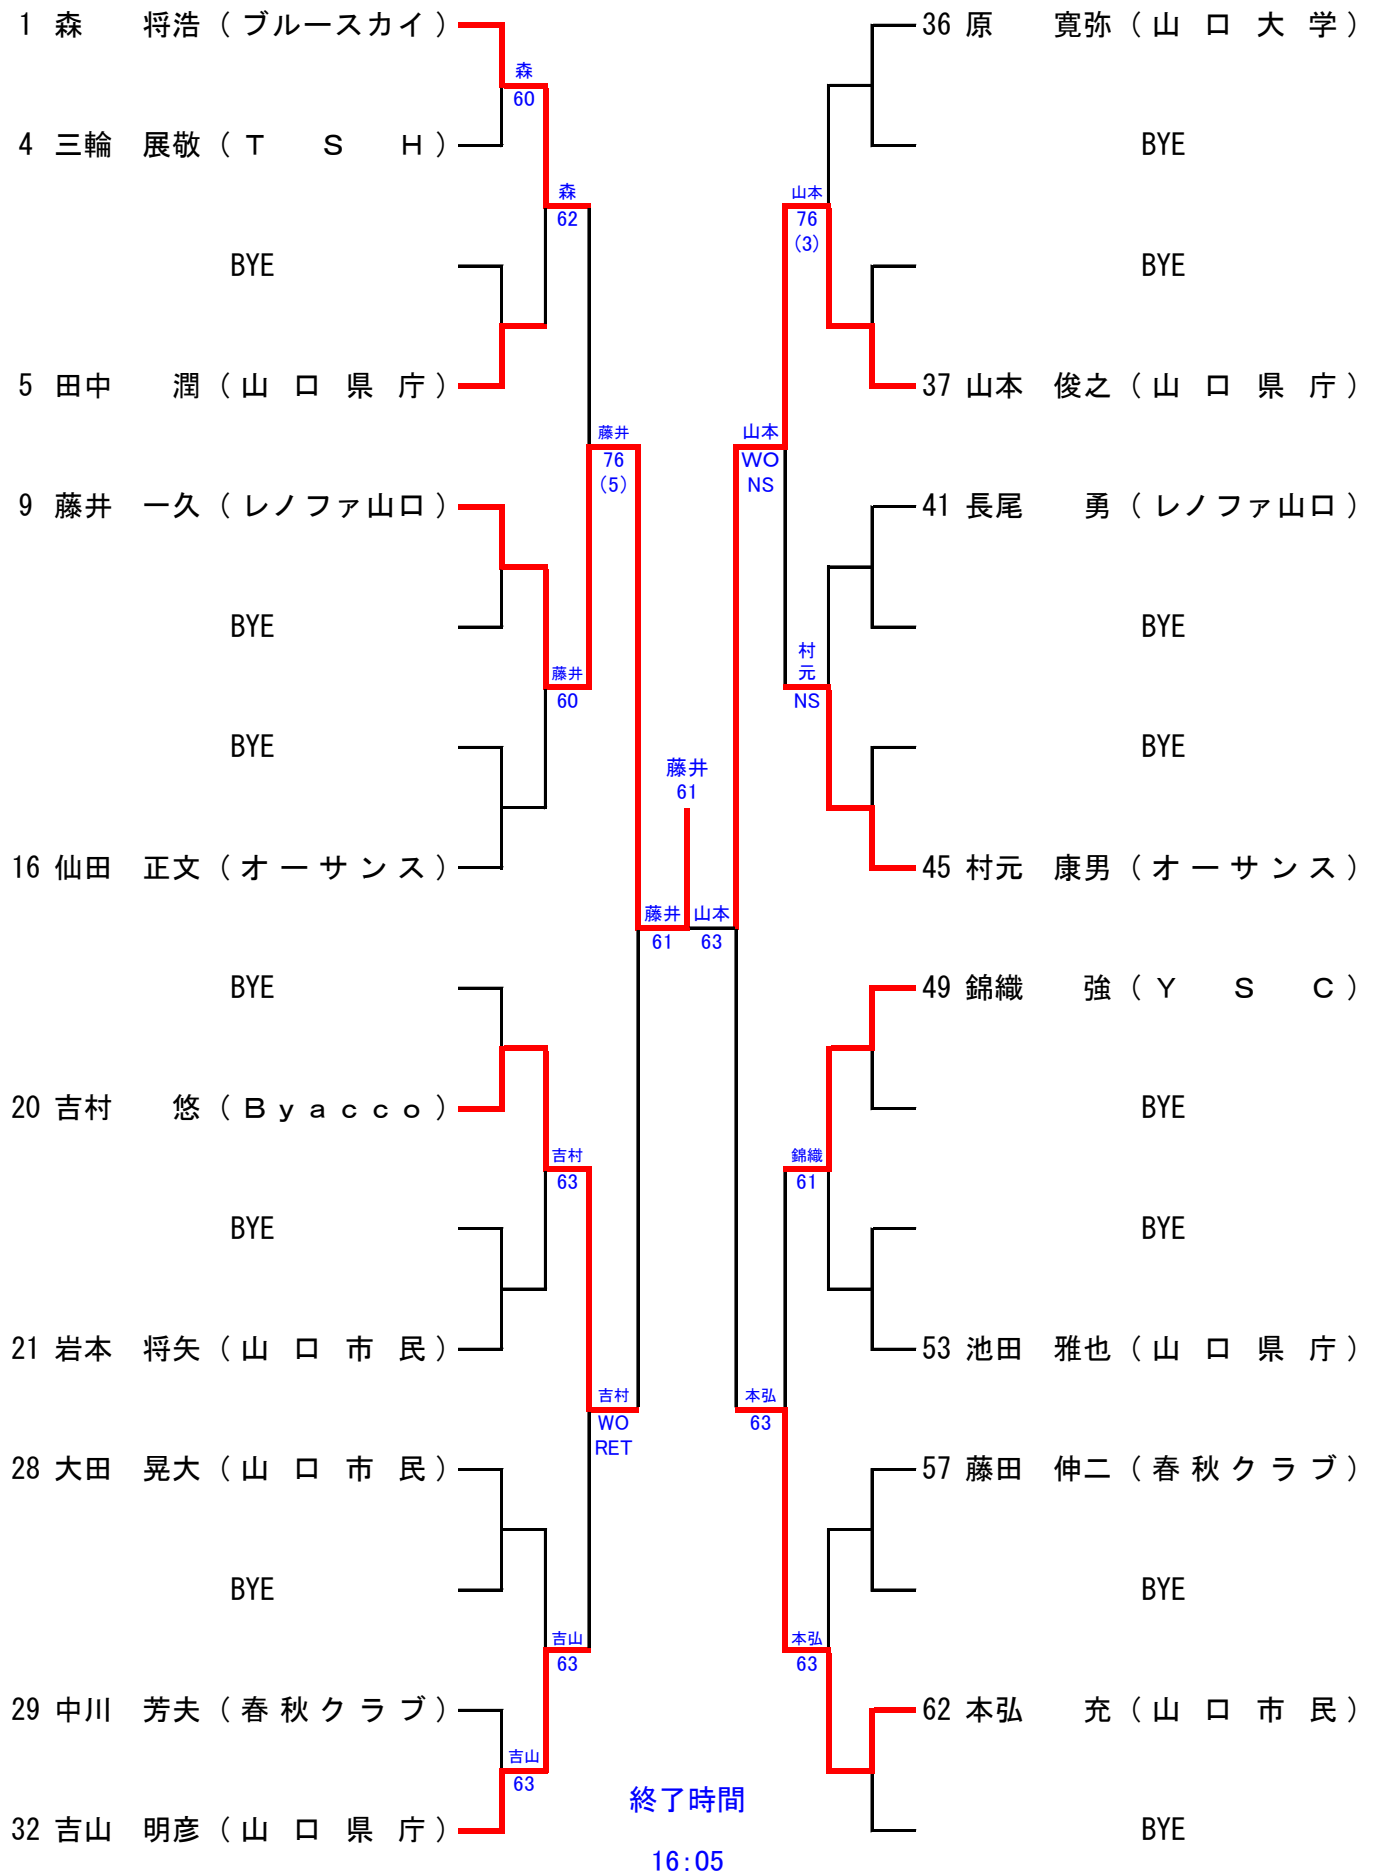 1 森 将浩 （ブルースカイ）
森
60
4 三輪 展敬 （Ｔ Ｓ Ｈ）
森
62
BYE
5 田中 潤 （山口県庁）
藤井
76
(5)
9 藤井 一久 （レノファ山口）
BYE
藤井
60
BYE
16 仙田 正文 （オーサンス）
藤井
61
BYE
20 吉村 悠 （Ｂｙａｃｃｏ）
吉村
63
BYE
21 岩本 将矢 （山口市民）
吉村
WO
RET
28 大田 晃大 （山口市民）
BYE
吉山
63
29 中川 芳夫 （春秋クラブ）
吉山
63
32 吉山 明彦 （山口県庁）
藤井
61
36 原 寛弥 （山口大学）
BYE
山本
76
(3)
BYE
37 山本 俊之 （山口県庁）
山本
WO
NS
41 長尾 勇 （レノファ山口）
BYE
村
元
NS
BYE
45 村元 康男 （オーサンス）
山本
63
49 錦織 強 （Ｙ Ｓ Ｃ）
BYE
錦織
61
BYE
53 池田 雅也 （山口県庁）
本弘
63
57 藤田 伸二 （春秋クラブ）
BYE
本弘
63
62 本弘 充 （山口市民）
BYE
終了時間
16:05